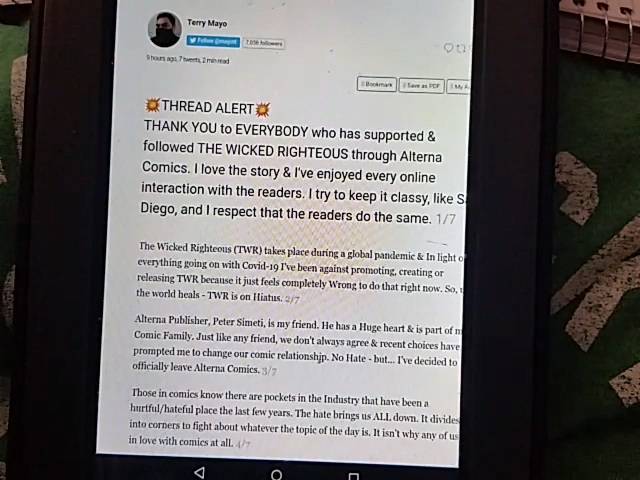 Terry Mayo
Follow @mayot 7,056 followers
9 hours ago, 7 tweets, 2 min read
Bookmark Save as PDF My
💥THREAD ALERT💥
THANK YOU to EVERYBODY who has supported &
followed THE WICKED RIGHTEOUS through Alterna
Comics. I love the story & I've enjoyed every online
interaction with the readers. I try to keep it classy, like
Diego, and I respect that the readers do the same. 1/7
The Wicked Righteous (TWR) takes place during a global pandemic & In light
everything going on with Covid-19 I've been against promoting, creating or
releasing TWR because it just feels completely Wrong to do that right now. So,
the world heals - TWR is on Hiatus. 2/7
Alterna Publisher, Peter Simeti, is my friend. He has a Huge heart & is part of
Comic Family. Just like any friend, we don't always agree & recent choices have
prompted me to change our comic relationship. No Hate - but... I've decided to
officially leave Alterna Comics. 3/7
Those in comics know there are pockets in the Industry that have been a
hurtful/hateful place the last few years. The hate brings us ALL down. It divides
into corners to fight about whatever the topic of the day is. It isn't why any of us
in love with comics at all. 4/7